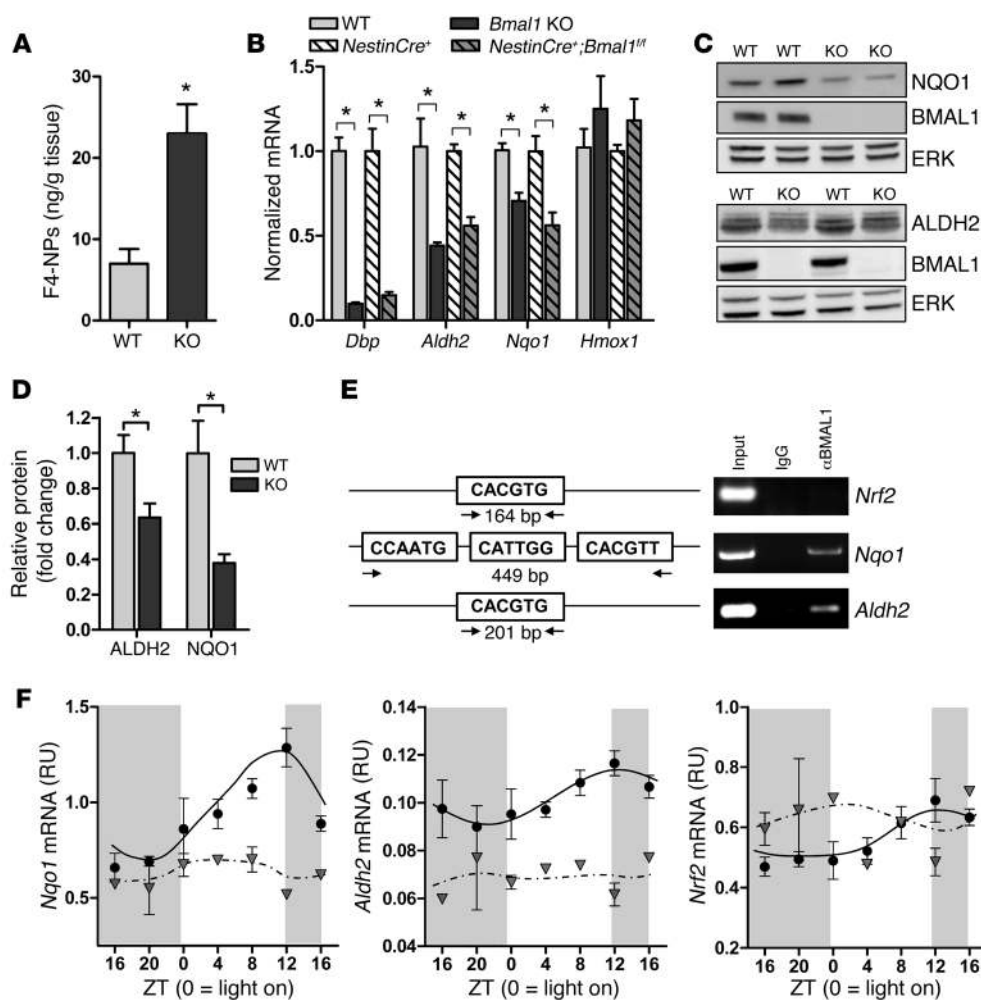 A
F4-NPs (ng/g tissue)
30
20
10
0
*
WT
KO
B
WT
Bmal1 KO
NestinCre+
NestinCre+;Bmal1f/f
Normalized mRNA
1.5
1.0
0.5
0.0
* * * * * *
Dbp
Aldh2
Nqo1
Hmox1
C
WT WT KO KO
NQO1
BMAL1
ERK
WT KO WT KO
ALDH2
BMAL1
ERK
D
Relative protein
(fold change)
1.2
1.0
0.8
0.6
0.4
0.2
0.0
*
*
WT
KO
ALDH2
NQO1
E
CACGTG
164 bp
CCAATG CATTGG CACGTT
449 bp
CACGTG
201 bp
Input
IgG
αBMAL1
Nrf2
Nqo1
Aldh2
F
Nqo1 mRNA (RU)
1.5
1.0
0.5
0.0
16 20 0 4 8 12 16
ZT (0 = light on)
Aldh2 mRNA (RU)
0.14
0.12
0.10
0.08
0.06
0.04
16 20 0 4 8 12 16
ZT (0 = light on)
Nrf2 mRNA (RU)
1.0
0.8
0.6
0.4
0.2
16 20 0 4 8 12 16
ZT (0 = light on)